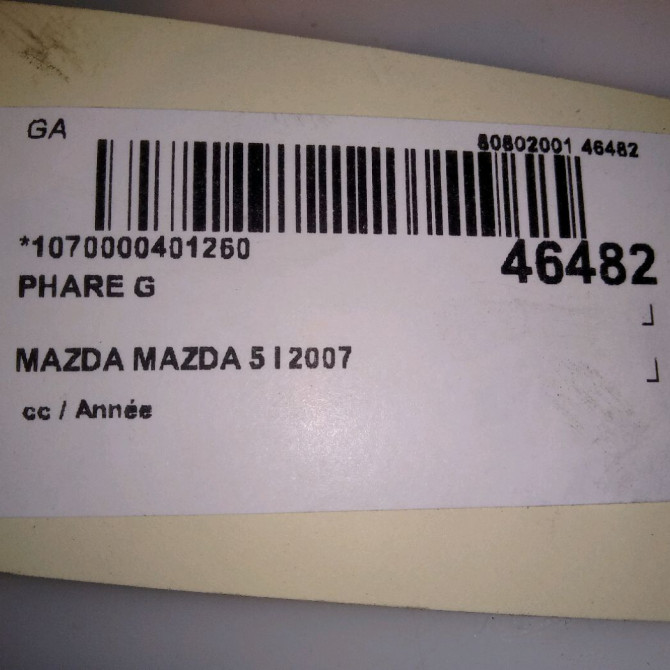 GA
80802001 46482
*1070000401260
46482
PHARE G
MAZDA MAZDA 5 I 2007
cc / Année